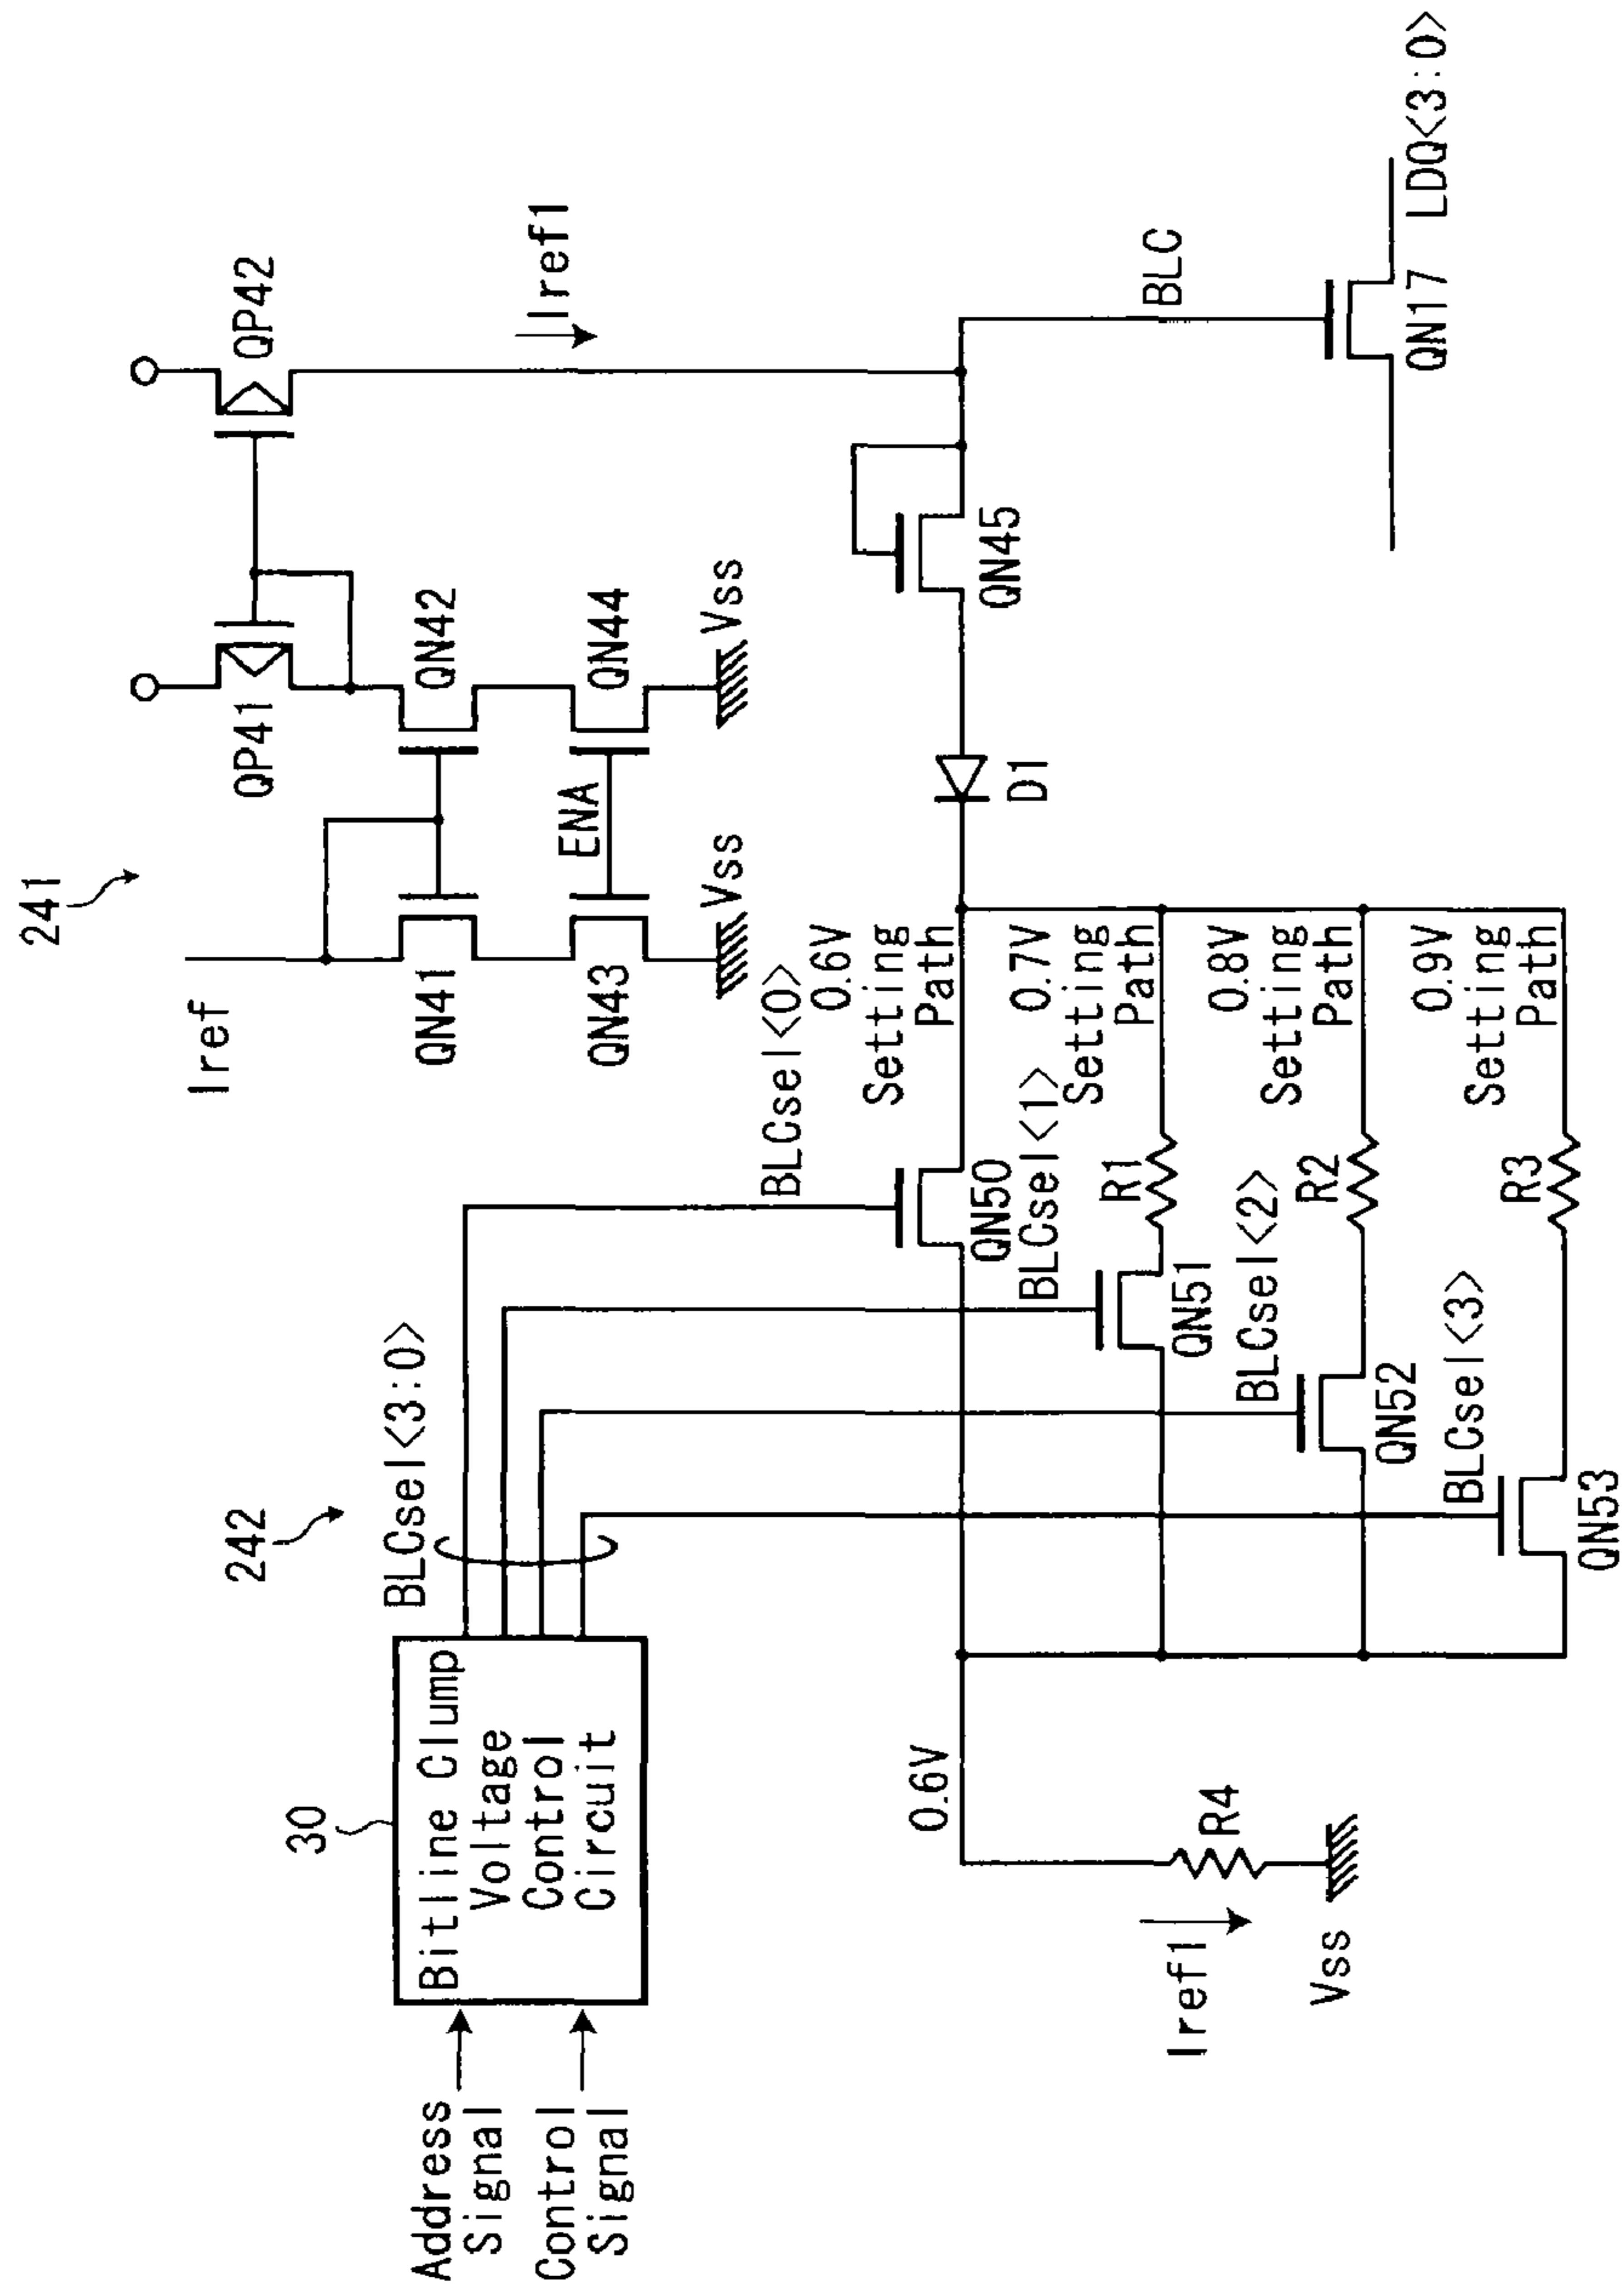 241
Iref
QN41
QN43
ENA
Vss
QP41
QN42
QN44
Vss
QP42
Iref1
242
BLCsel<3:0>
30
Bitline Clump
Voltage
Control
Circuit
Address
Signal
Control
Signal
BLCsel<0>
0.6V
Setting
Path
QN50
D1
QN45
BLC
QN17
LDQ<3:0>
BLCsel<1>
0.7V
Setting
Path
R1
QN51
BLCsel<2>
0.8V
Setting
Path
R2
QN52
BLCsel<3>
0.9V
Setting
Path
R3
QN53
0.6V
R4
Iref1
Vss